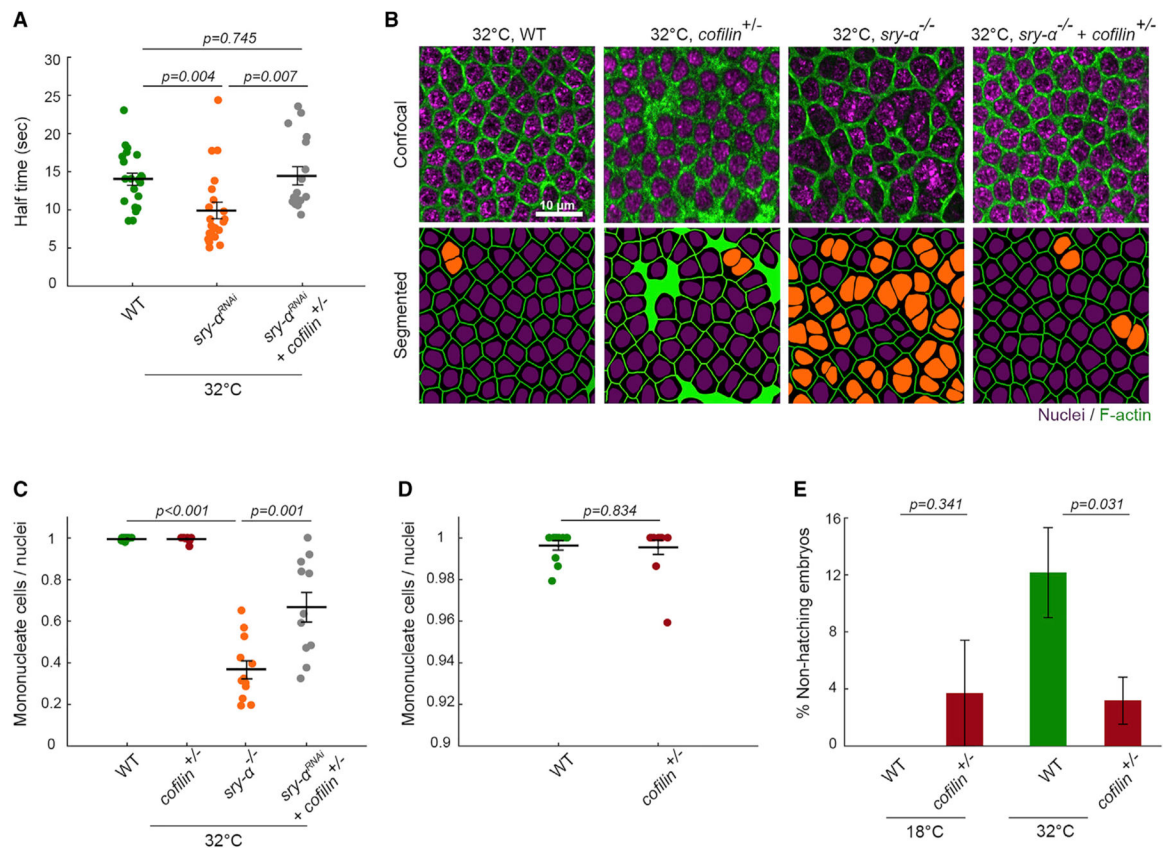 A
p=0.745
p=0.004
p=0.007
Half time (sec)
30
25
20
15
10
5
0
WT
sry-α^RNAi
sry-α^RNAi
+ cofilin +/-
32°C
B
32°C, WT
32°C, cofilin+/-
32°C, sry-α-/-
32°C, sry-α-/- + cofilin+/-
Confocal
10 µm
Segmented
Nuclei / F-actin
C
p<0.001
p=0.001
Mononucleate cells / nuclei
1
0.8
0.6
0.4
0.2
0
WT
cofilin +/-
sry-α-/-
sry-α^RNAi
+ cofilin +/-
32°C
D
p=0.834
Mononucleate cells / nuclei
1
0.98
0.96
0.94
0.92
0.9
WT
cofilin +/-
E
p=0.341
p=0.031
% Non-hatching embryos
16
12
8
4
0
WT
cofilin +/-
WT
cofilin +/-
18°C
32°C